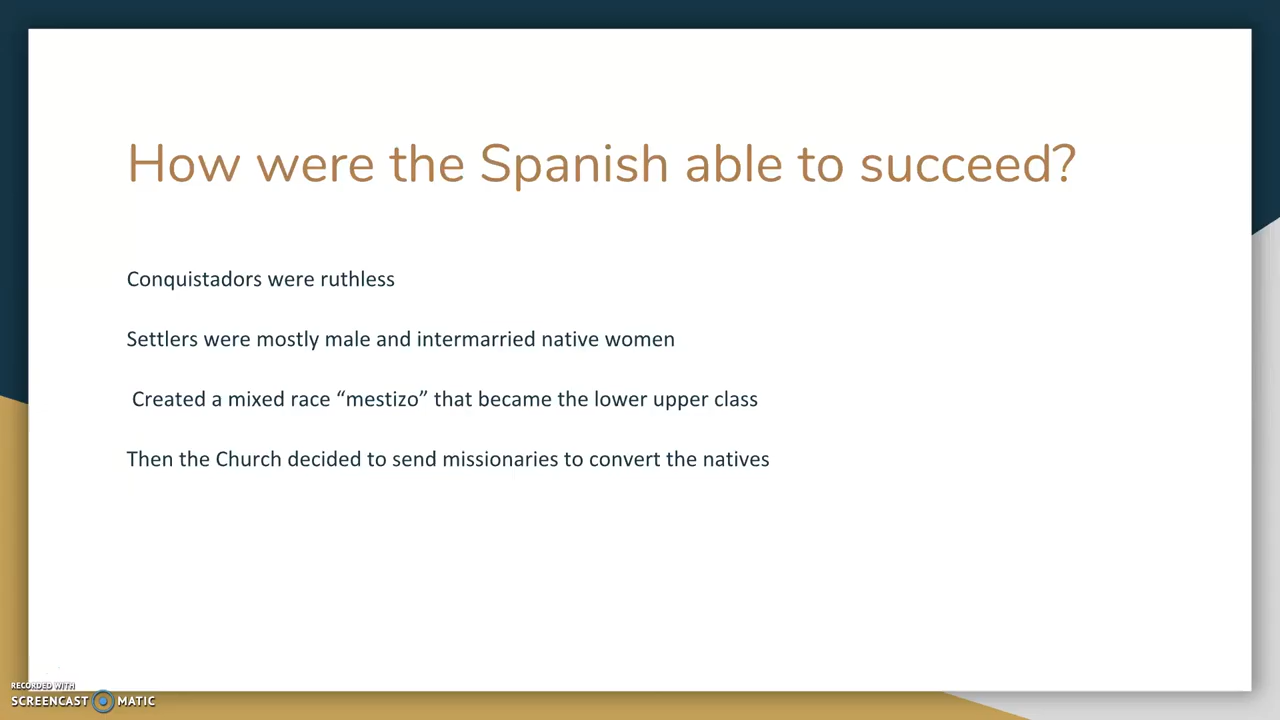 How were the Spanish able to succeed?
Conquistadors were ruthless
Settlers were mostly male and intermarried native women
Created a mixed race “mestizo” that became the lower upper class
Then the Church decided to send missionaries to convert the natives
RECORDED WITH
SCREENCAST MATIC